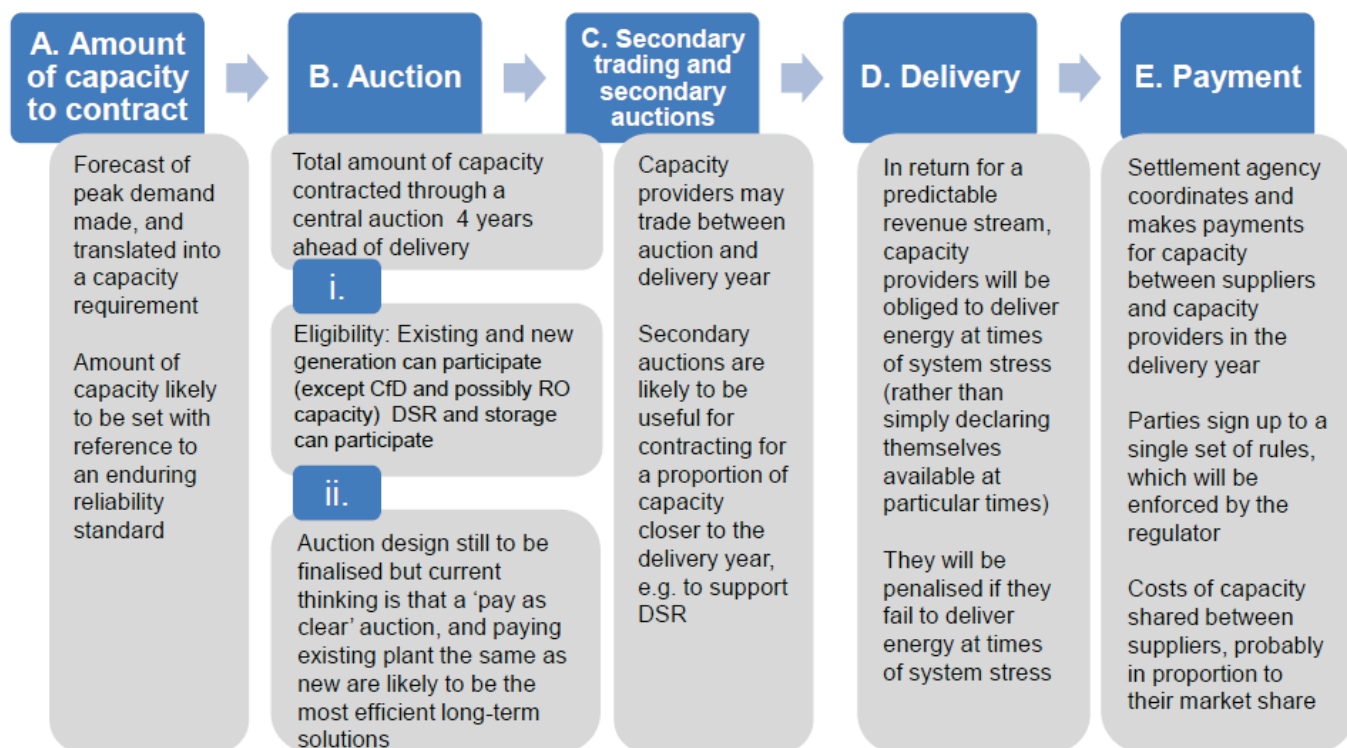 A. Amount
of capacity
to contract
Forecast of
peak demand
made, and
translated into
a capacity
requirement
Amount of
capacity likely
to be set with
reference to
an enduring
reliability
standard
B. Auction
Total amount of capacity
contracted through a
central auction 4 years
ahead of delivery
i.
Eligibility: Existing and new
generation can participate
(except CfD and possibly RO
capacity) DSR and storage
can participate
ii.
Auction design still to be
finalised but current
thinking is that a ‘pay as
clear’ auction, and paying
existing plant the same as
new are likely to be the
most efficient long-term
solutions
C. Secondary
trading and
secondary
auctions
Capacity
providers may
trade between
auction and
delivery year
Secondary
auctions are
likely to be
useful for
contracting for
a proportion of
capacity
closer to the
delivery year,
e.g. to support
DSR
D. Delivery
In return for a
predictable
revenue stream,
capacity
providers will be
obliged to deliver
energy at times
of system stress
(rather than
simply declaring
themselves
available at
particular times)
They will be
penalised if they
fail to deliver
energy at times
of system stress
E. Payment
Settlement agency
coordinates and
makes payments
for capacity
between suppliers
and capacity
providers in the
delivery year
Parties sign up to a
single set of rules,
which will be
enforced by the
regulator
Costs of capacity
shared between
suppliers, probably
in proportion to
their market share